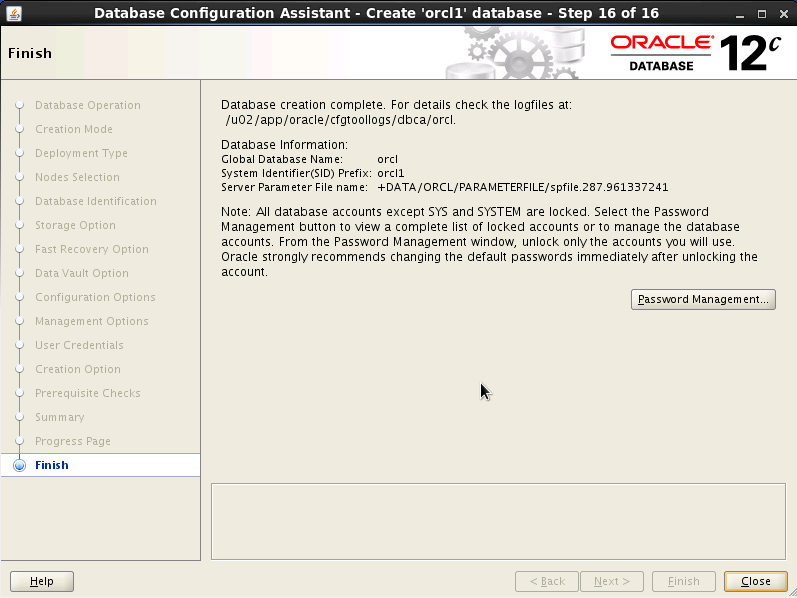 Database Configuration Assistant - Create 'orcl1' database - Step 16 of 16
Finish
ORACLE®
DATABASE
12c
Database Operation
Creation Mode
Deployment Type
Nodes Selection
Database Identification
Storage Option
Fast Recovery Option
Data Vault Option
Configuration Options
Management Options
User Credentials
Creation Option
Prerequisite Checks
Summary
Progress Page
Finish
Database creation complete. For details check the logfiles at:
/u02/app/oracle/cfgtoollogs/dbca/orcl.
Database Information:
Global Database Name: orcl
System Identifier(SID) Prefix: orcl1
Server Parameter File name: +DATA/ORCL/PARAMETERFILE/spfile.287.961337241
Note: All database accounts except SYS and SYSTEM are locked. Select the Password
Management button to view a complete list of locked accounts or to manage the database
accounts. From the Password Management window, unlock only the accounts you will use.
Oracle strongly recommends changing the default passwords immediately after unlocking the
account.
Password Management...
Help
< Back
Next >
Finish
Close